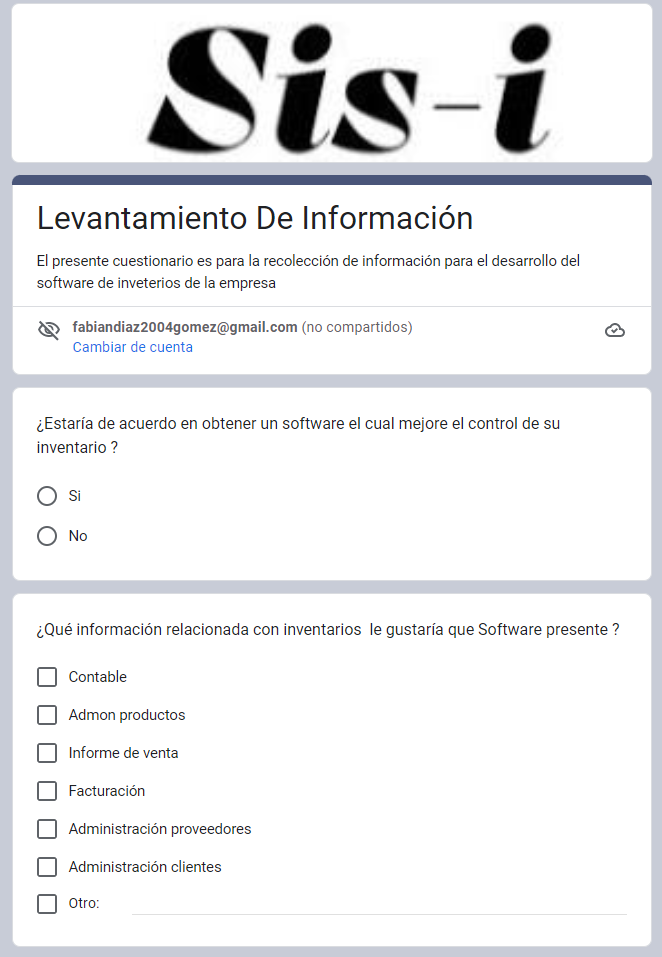 Sis-i
Levantamiento De Información
El presente cuestionario es para la recolección de información para el desarrollo del
software de inveterios de la empresa
fabiandiaz2004gomez@gmail.com (no compartidos)
Cambiar de cuenta
¿Estaría de acuerdo en obtener un software el cual mejore el control de su
inventario ?
Si
No
¿Qué información relacionada con inventarios  le gustaría que Software presente ?
Contable
Admon productos
Informe de venta
Facturación
Administración proveedores
Administración clientes
Otro: